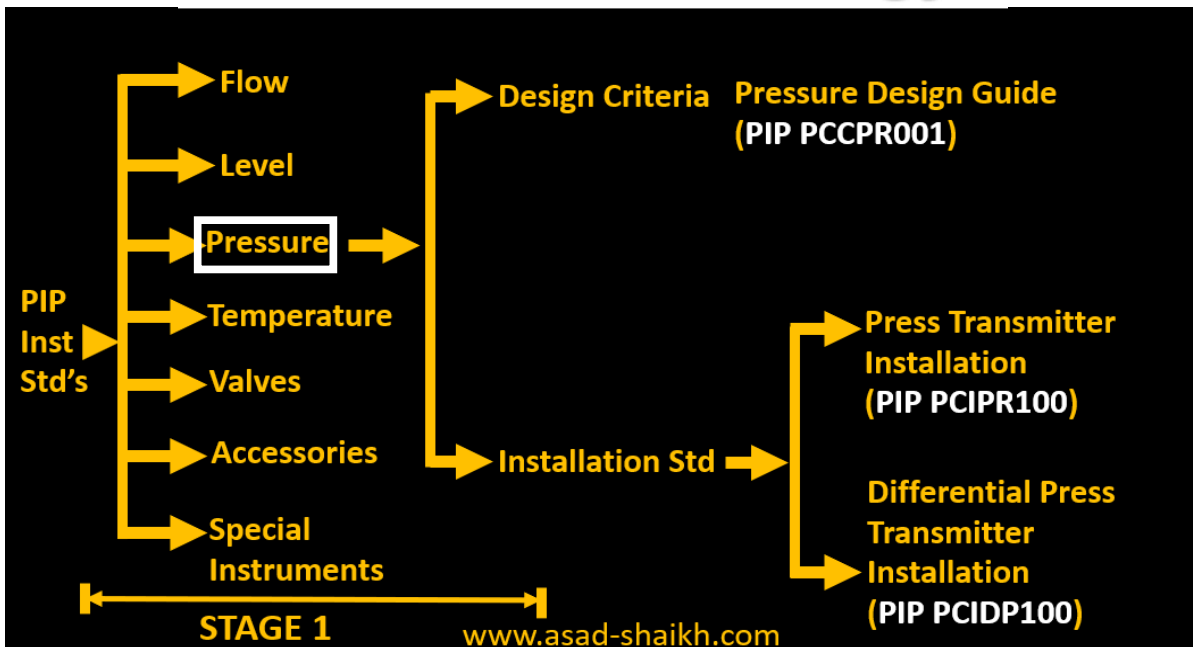 PIP
Inst
Std's
Flow
Level
Pressure
Temperature
Valves
Accessories
Special
Instruments
Design Criteria
Pressure Design Guide
(PIP PCCPR001)
Installation Std
Press Transmitter
Installation
(PIP PCIPR100)
Differential Press
Transmitter
Installation
(PIP PCIDP100)
STAGE 1
www.asad-shaikh.com